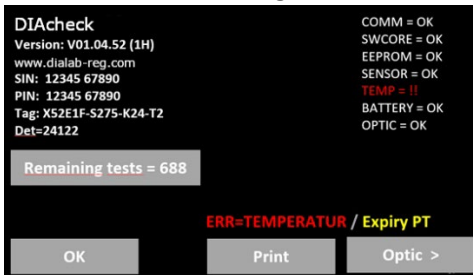 DIAcheck
Version: V01.04.52 (1H)
www.dialab-reg.com
SIN: 12345 67890
PIN: 12345 67890
Tag: X52E1F-S275-K24-T2
Det=24122
COMM = OK
SWCORE = OK
EEPROM = OK
SENSOR = OK
TEMP = !!
BATTERY = OK
OPTIC = OK
Remaining tests = 688
ERR=TEMPERATUR / Expiry PT
OK
Print
Optic >